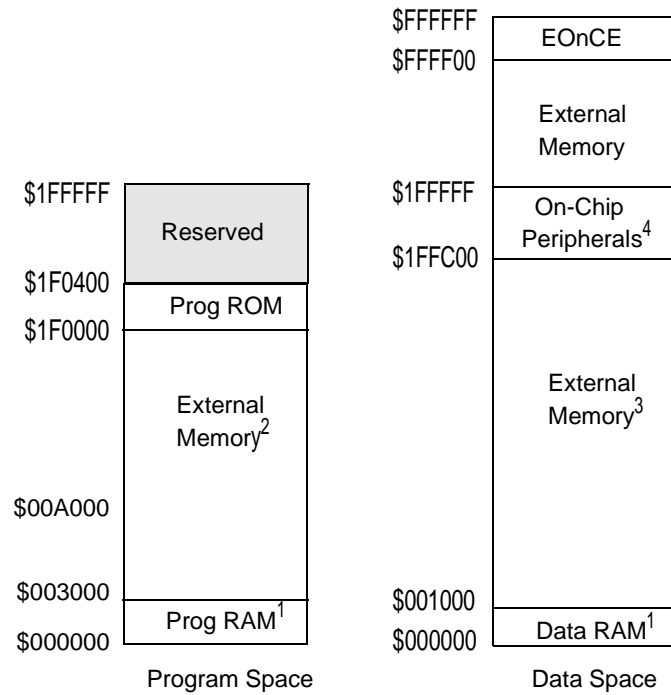 $1FFFFF
Reserved
$1F0400
Prog ROM
$1F0000
External
Memory2
$00A000
$003000
Prog RAM1
$000000
Program Space
$FFFFFF
EOnCE
$FFFF00
External
Memory
$1FFFFF
On-Chip
Peripherals4
$1FFC00
External
Memory3
$001000
Data RAM1
$000000
Data Space